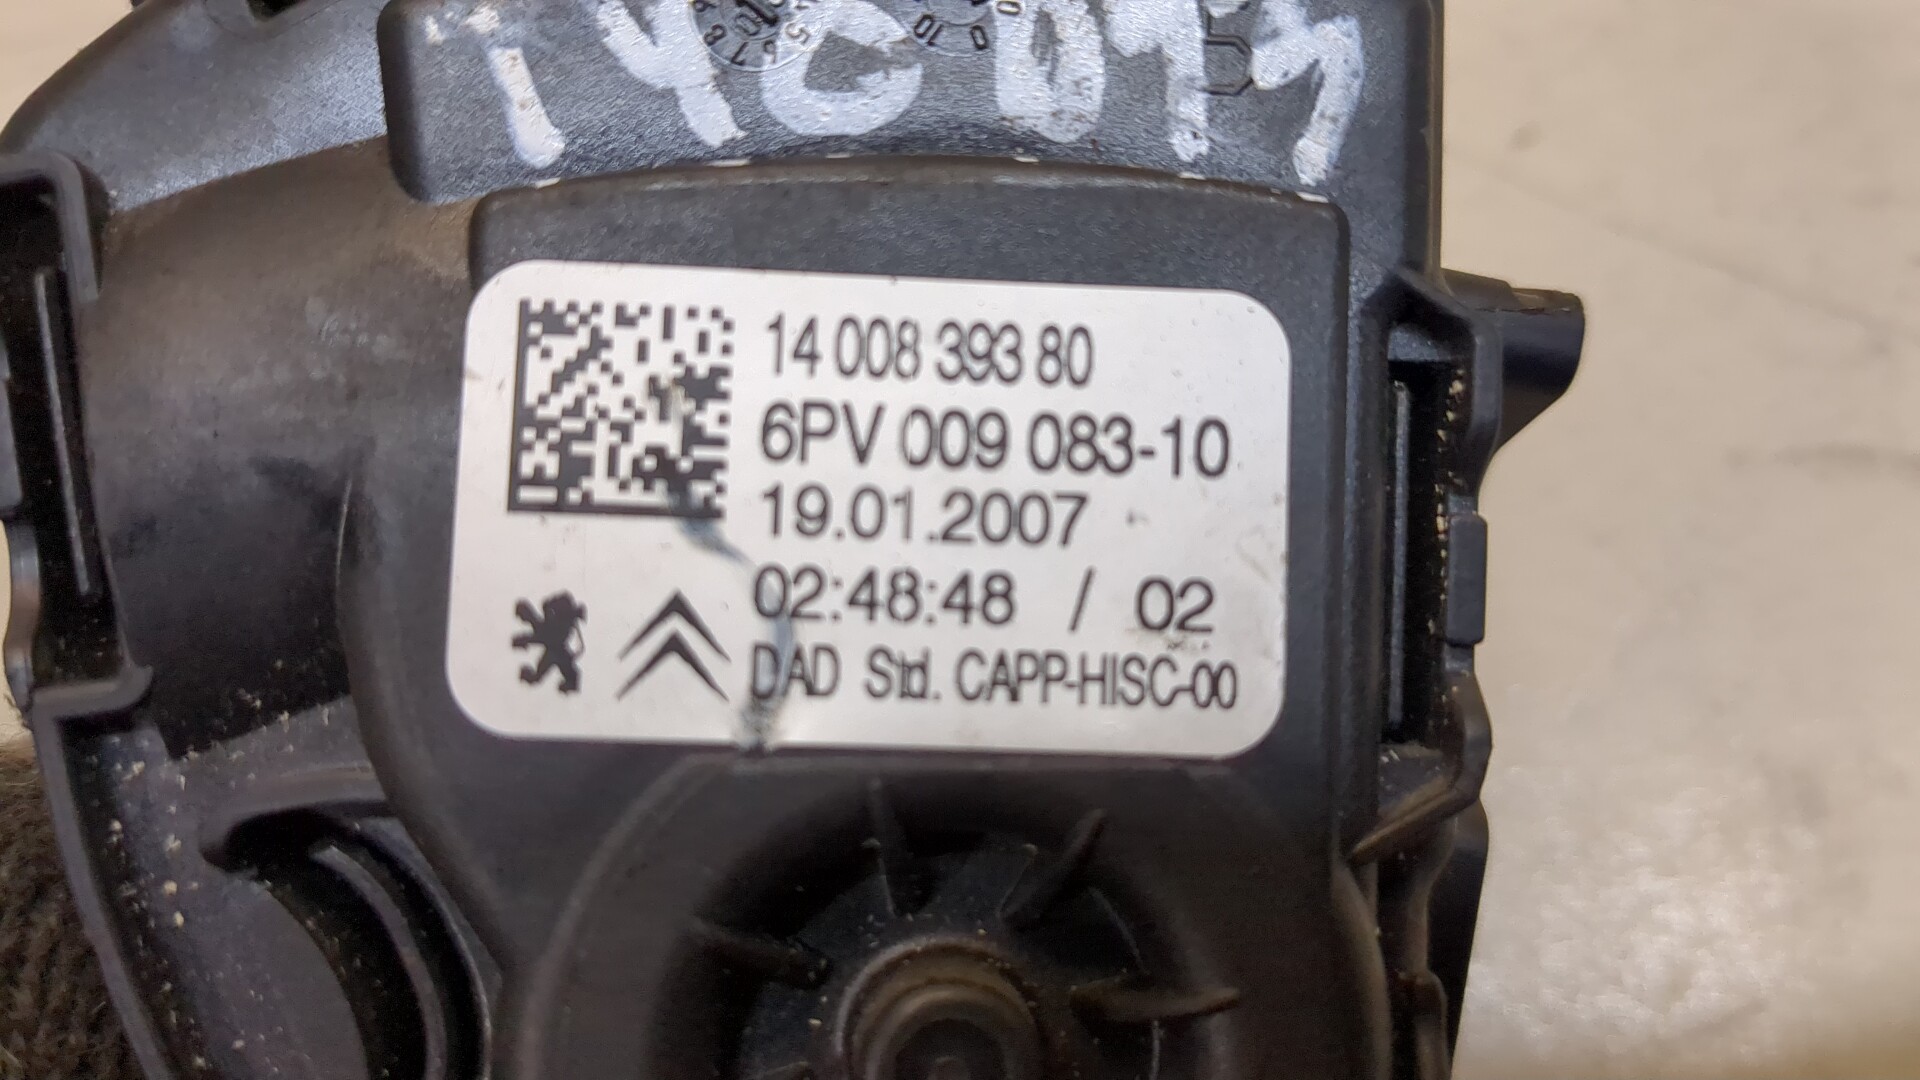 14 008 393 80
6PV 009 083-10
19.01.2007
02:48:48 / 02
DAD Std. CAPP-HISC-00